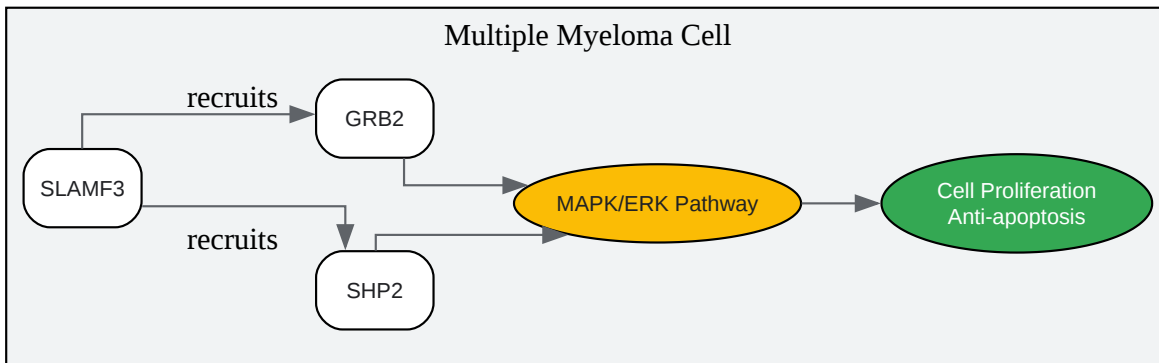 Multiple Myeloma Cell
recruits
GRB2
SLAMF3
MAPK/ERK Pathway
Cell Proliferation
Anti-apoptosis
recruits
SHP2